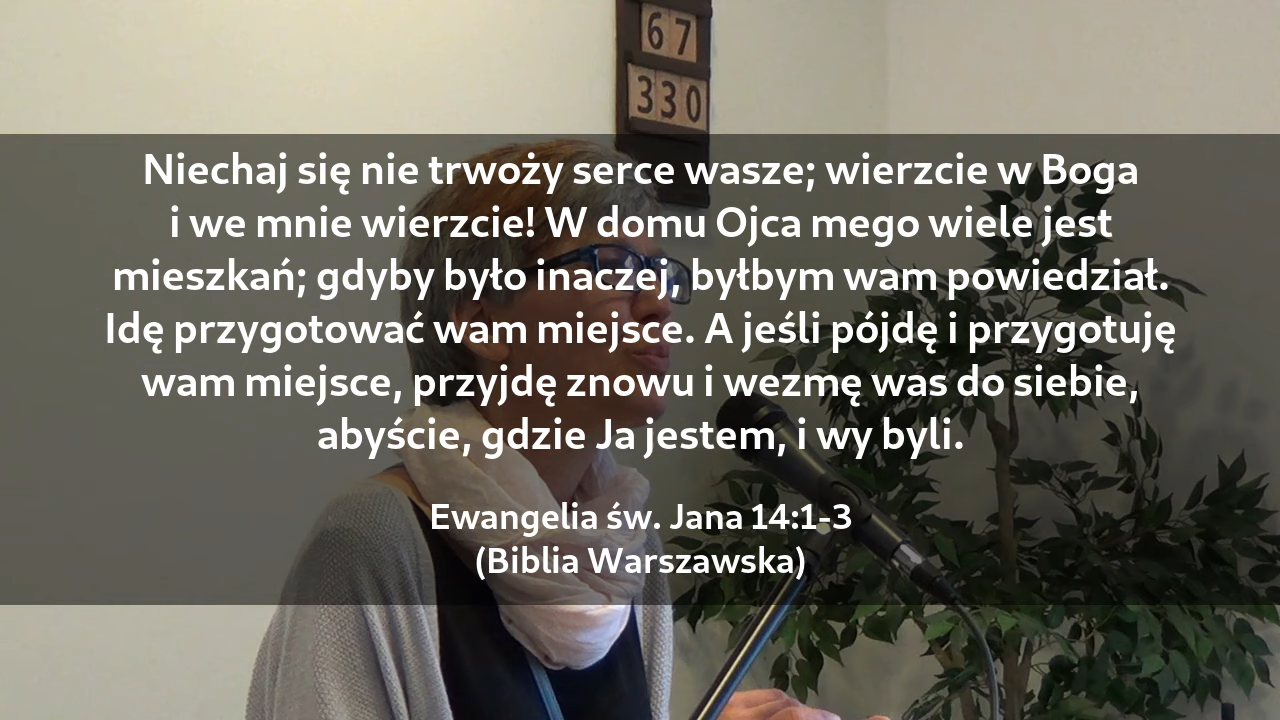 67
330
Niechaj się nie trwoży serce wasze; wierzcie w Boga
i we mnie wierzcie! W domu Ojca mego wiele jest
mieszkań; gdyby było inaczej, byłbym wam powiedział.
Idę przygotować wam miejsce. A jeśli pójdę i przygotuję
wam miejsce, przyjdę znowu i wezmę was do siebie,
abyście, gdzie Ja jestem, i wy byli.
Ewangelia św. Jana 14:1-3
(Biblia Warszawska)